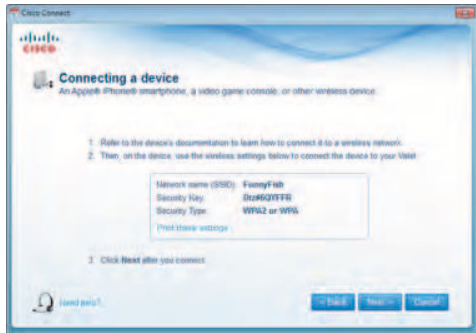 Cisco Connect
CISCO
Connecting a device
An Apple® iPhone® smartphone, a video game console, or other wireless device.
1. Refer to the device's documentation to learn how to connect it to a wireless network.
2. Then, on the device, use the wireless settings below to connect the device to your Valet.
Network name (SSID): FunnyFish
Security Key:
Security Type: WPA2 or WPA
Print these settings
3. Click Next after you connect.
I need help?
← Back Next → Cancel